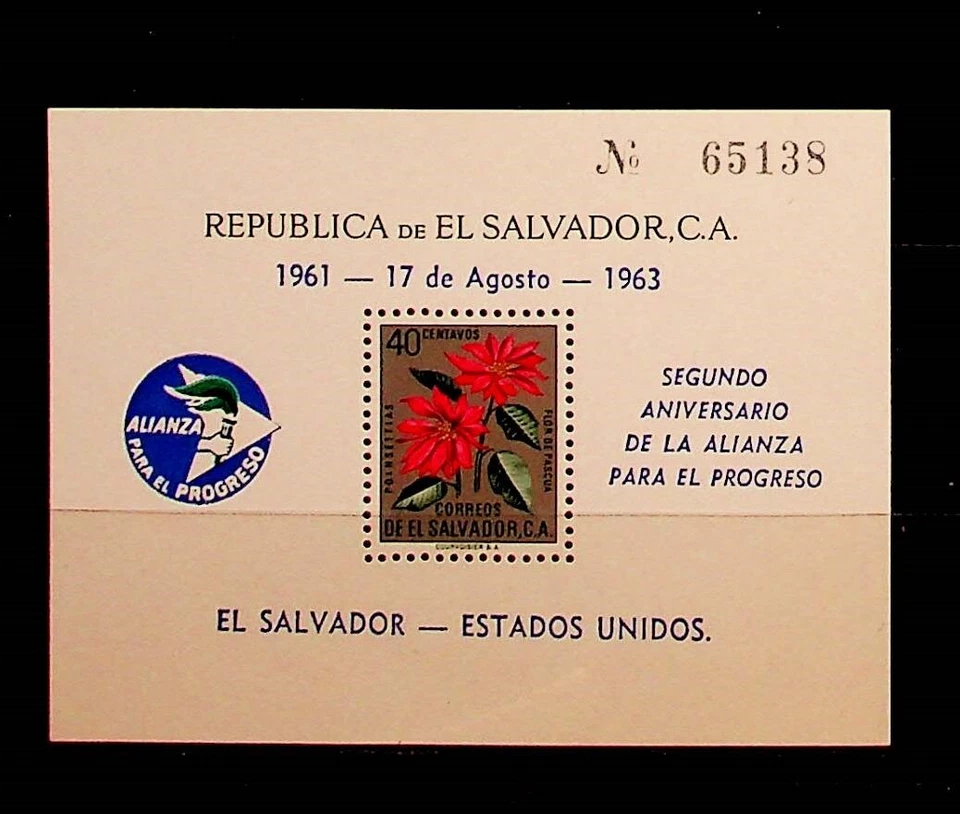 Nº 65138
REPUBLICA DE EL SALVADOR, C.A.
1961 — 17 de Agosto — 1963
40 CENTAVOS
POINSETTIAS
FLOR DE PASCUA
CORREOS
DE EL SALVADOR, C.A.
COURVOISIER S.A.
ALIANZA
PARA EL PROGRESO
SEGUNDO
ANIVERSARIO
DE LA ALIANZA
PARA EL PROGRESO
EL SALVADOR — ESTADOS UNIDOS.